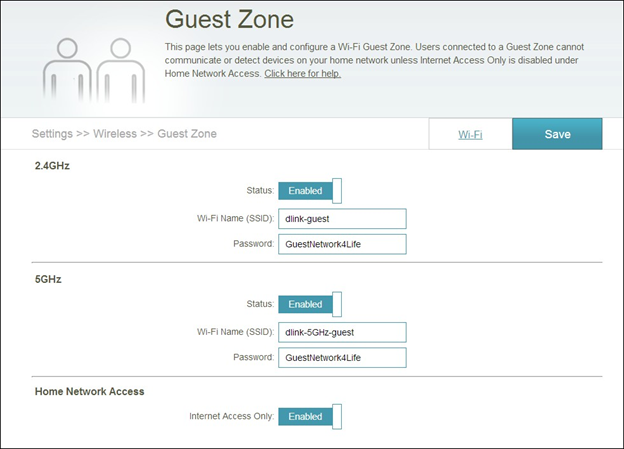 Guest Zone
This page lets you enable and configure a Wi-Fi Guest Zone. Users connected to a Guest Zone cannot
communicate or detect devices on your home network unless Internet Access Only is disabled under
Home Network Access. Click here for help.
Settings >> Wireless >> Guest Zone
Wi-Fi
Save
2.4GHz
Status: Enabled
Wi-Fi Name (SSID): dlink-guest
Password: GuestNetwork4Life
5GHz
Status: Enabled
Wi-Fi Name (SSID): dlink-5GHz-guest
Password: GuestNetwork4Life
Home Network Access
Internet Access Only: Enabled